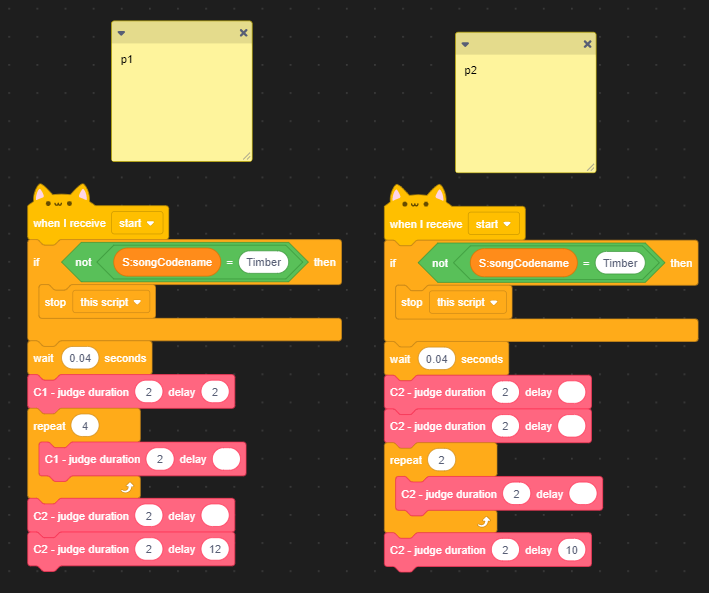 p1
when I receive start
if not S:songCodename = Timber then
stop this script
wait 0.04 seconds
C1 - judge duration 2 delay 2
repeat 4
C1 - judge duration 2 delay
C2 - judge duration 2 delay
C2 - judge duration 2 delay 12
p2
when I receive start
if not S:songCodename = Timber then
stop this script
wait 0.04 seconds
C2 - judge duration 2 delay
C2 - judge duration 2 delay
repeat 2
C2 - judge duration 2 delay
C2 - judge duration 2 delay 10